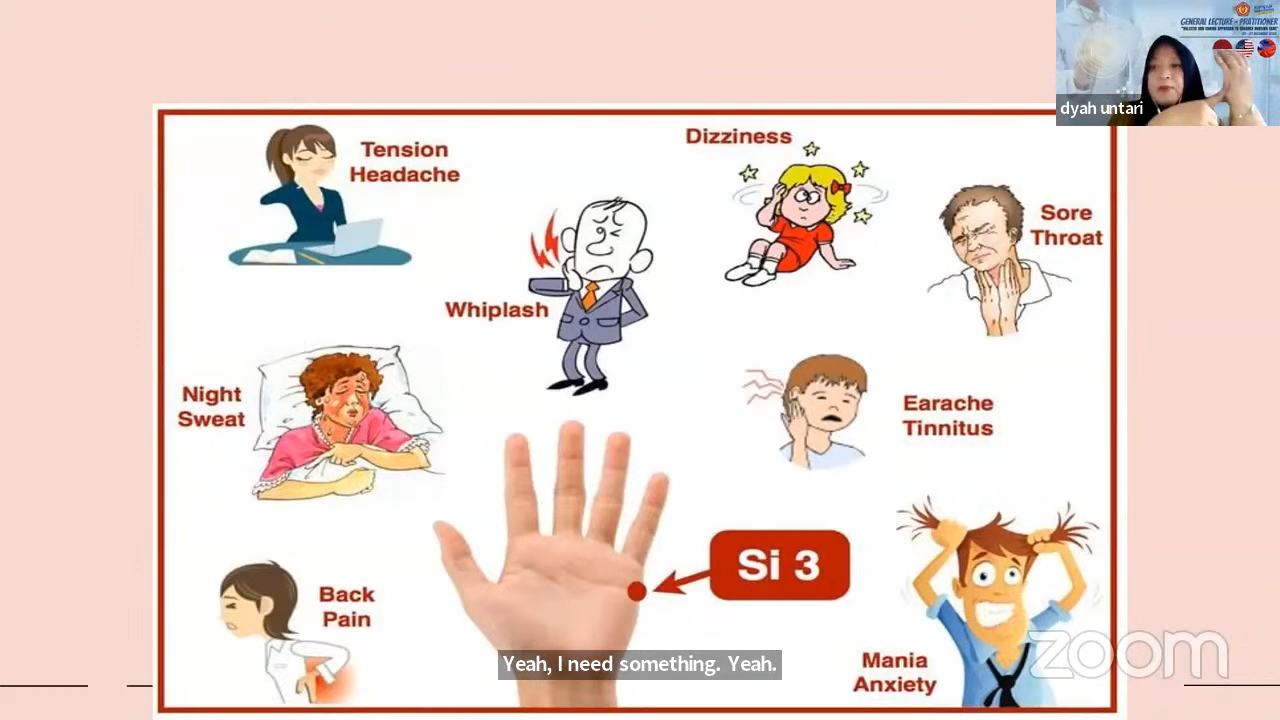 GENERAL LECTURE - PRATITIONER
dyah untari
Tension
Headache
Dizziness
Sore
Throat
Whiplash
Night
Sweat
Earache
Tinnitus
Si 3
Back
Pain
Mania
Anxiety
Yeah, I need something. Yeah.
zoom